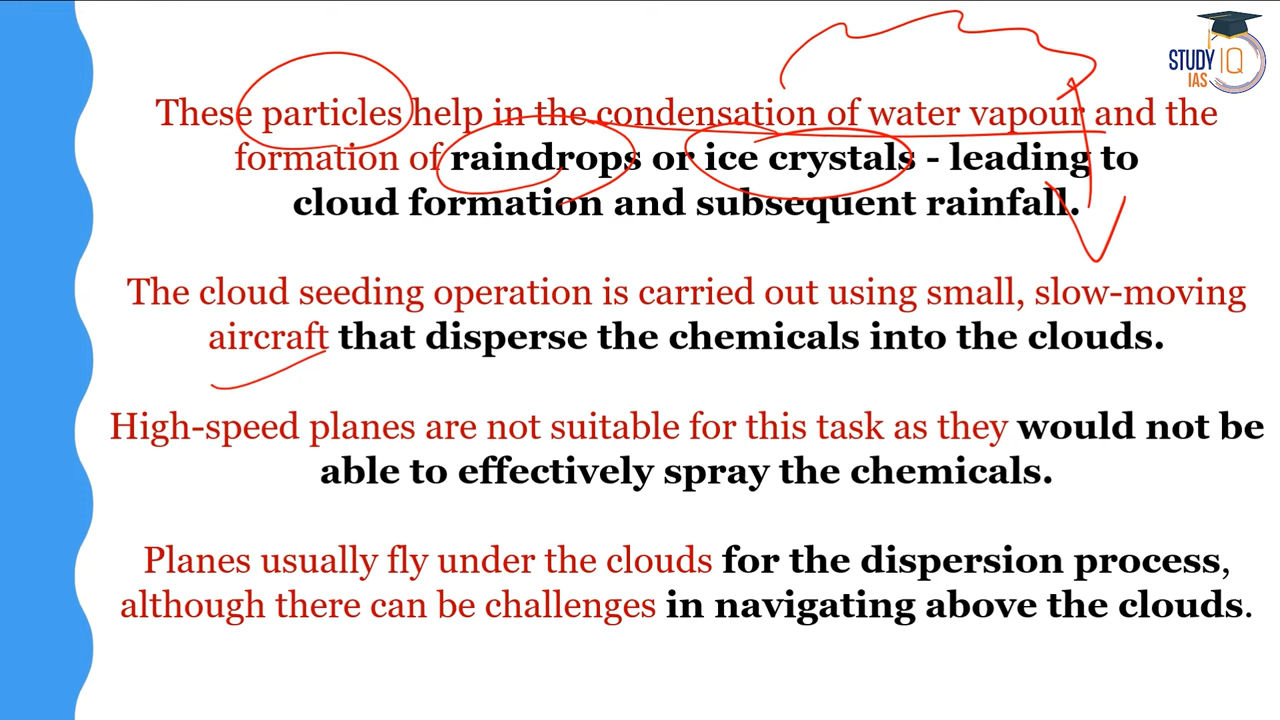 STUDY IQ
IAS
These particles help in the condensation of water vapour and the
formation of raindrops or ice crystals - leading to
cloud formation and subsequent rainfall.
The cloud seeding operation is carried out using small, slow-moving
aircraft that disperse the chemicals into the clouds.
High-speed planes are not suitable for this task as they would not be
able to effectively spray the chemicals.
Planes usually fly under the clouds for the dispersion process,
although there can be challenges in navigating above the clouds.